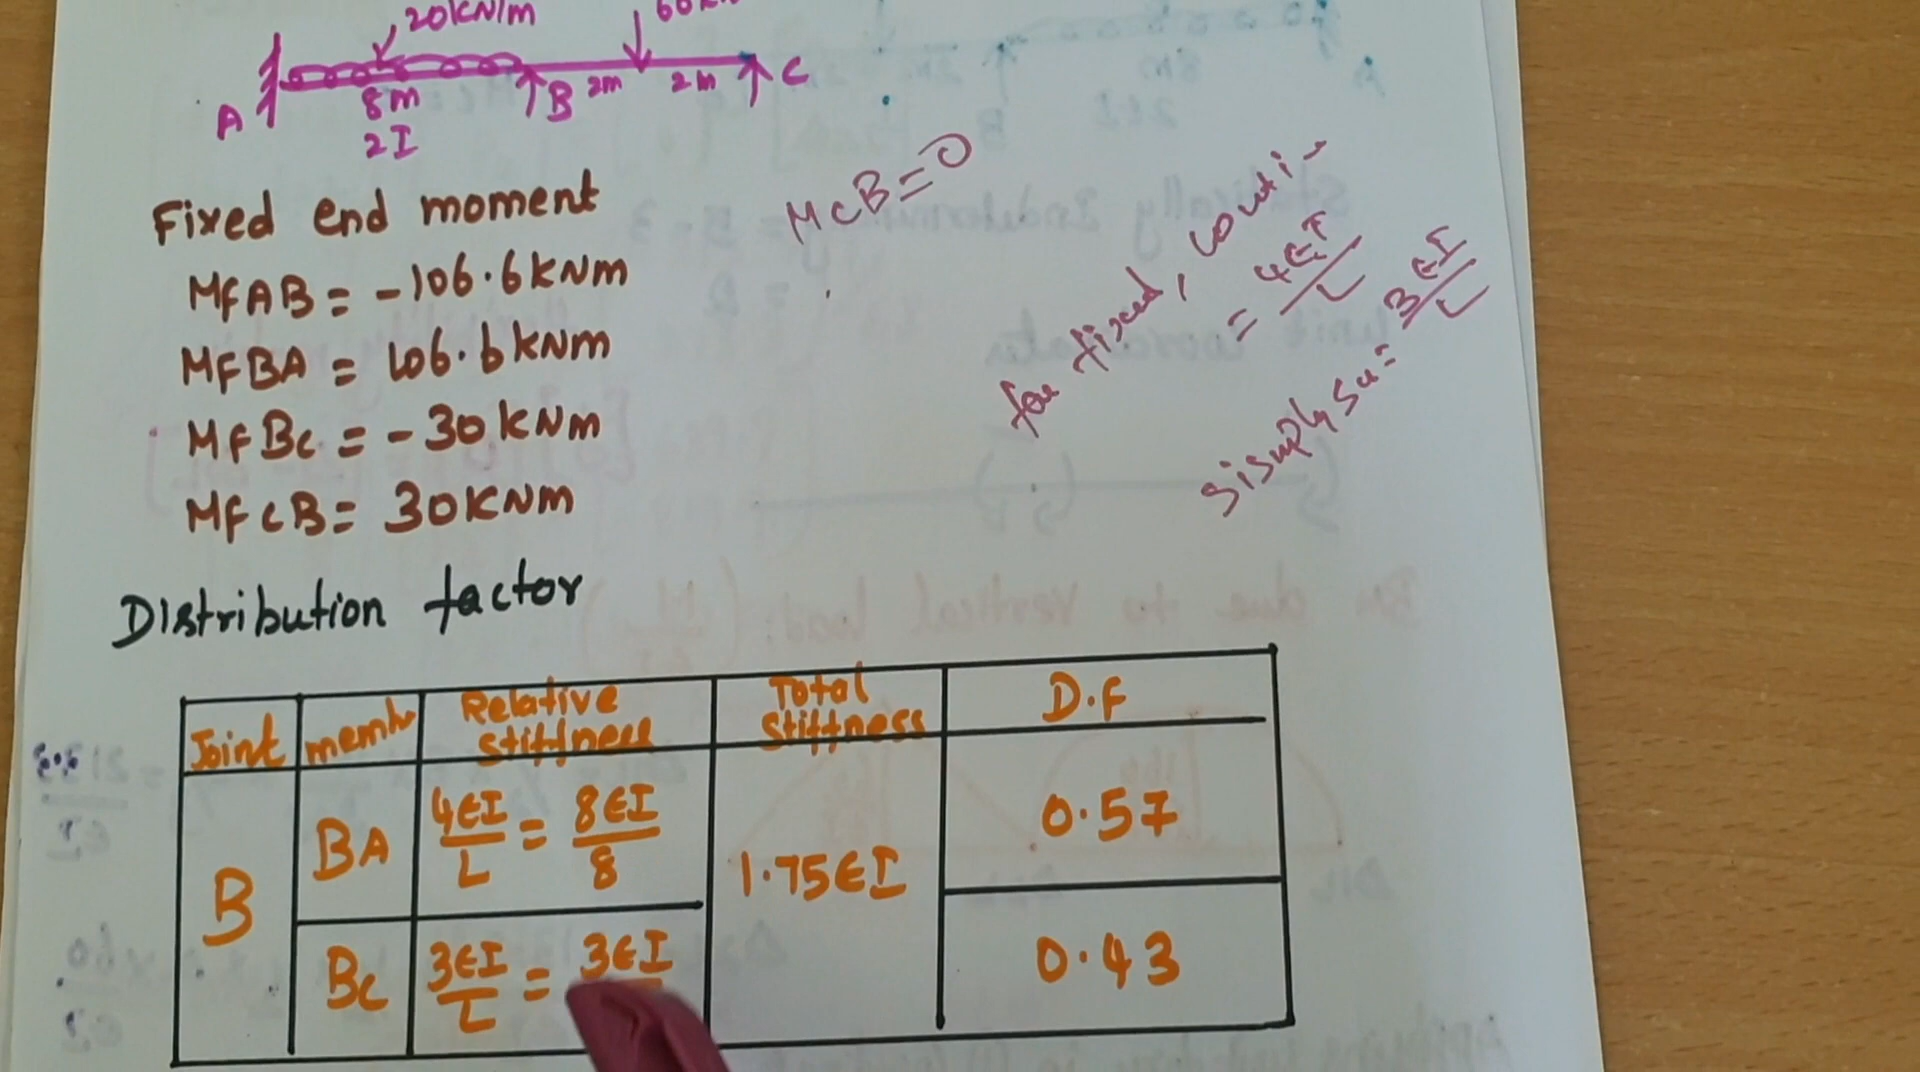 20kN/m
A 8m B 2m 2m C
2I
Fixed end moment
MFAB = -106.6kNm
MFBA = 106.6kNm
MFBC = -30kNm
MFCB = 30kNm
MCB=0
for fixed, conti-
= 4EI/L
simply su= 3EI/L
Distribution factor
Joint
Relative stiffness
Total stiffness
D.F
B
BA 4EI/L = 8EI/8
1.75EI
0.57
BC 3EI/L = 3EI
0.43